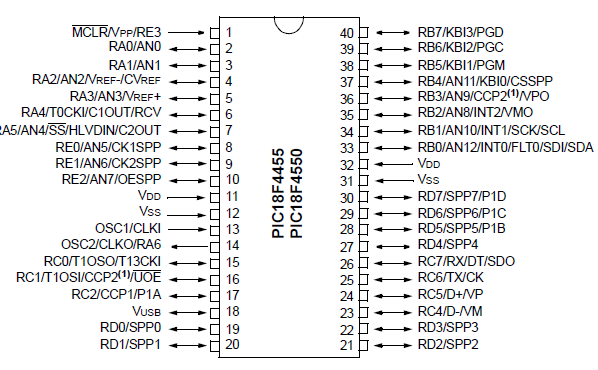 MCLR/VPP/RE3 1 40 RB7/KBI3/PGD
RA0/AN0 2 39 RB6/KBI2/PGC
RA1/AN1 3 38 RB5/KBI1/PGM
RA2/AN2/VREF-/CVREF 4 37 RB4/AN11/KBI0/CSSPP
RA3/AN3/VREF+ 5 36 RB3/AN9/CCP2(1)/VPO
RA4/T0CKI/C1OUT/RCV 6 35 RB2/AN8/INT2/VMO
RA5/AN4/SS/HLVDIN/C2OUT 7 34 RB1/AN10/INT1/SCK/SCL
RE0/AN5/CK1SPP 8 33 RB0/AN12/INT0/FLT0/SDI/SDA
RE1/AN6/CK2SPP 9 32 VDD
RE2/AN7/OESPP 10 31 VSS
VDD 11 30 RD7/SPP7/P1D
VSS 12 29 RD6/SPP6/P1C
OSC1/CLKI 13 28 RD5/SPP5/P1B
OSC2/CLKO/RA6 14 27 RD4/SPP4
RC0/T1OSO/T13CKI 15 26 RC7/RX/DT/SDO
RC1/T1OSI/CCP2(1)/UOE 16 25 RC6/TX/CK
RC2/CCP1/P1A 17 24 RC5/D+/VP
VUSB 18 23 RC4/D-/VM
RD0/SPP0 19 22 RD3/SPP3
RD1/SPP1 20 21 RD2/SPP2
PIC18F4455
PIC18F4550